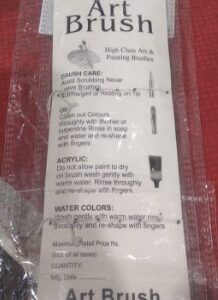 Art
Brush
High Class Art &
Painting Brushes
BRUSH CARE:
Avoid Scrubbing Never
Leave Brushes
Submerged or Resting on Tip
OIL:
Clean out Colours
throughly with thinner or
turpentine Rinse in soap
and water and re-shape
with fingers
ACRYLIC:
Do not allow paint to dry
on brush wash gently with
warm water. Rinse throughly
and re-shape with fingers
WATER COLORS:
Wash gently with warm water rinse
throughly and re-shape with fingers
Maximum Retail Price Rs.
(Incl. of all taxes)
QUANTITY:
Mfg. Date
Art Brush